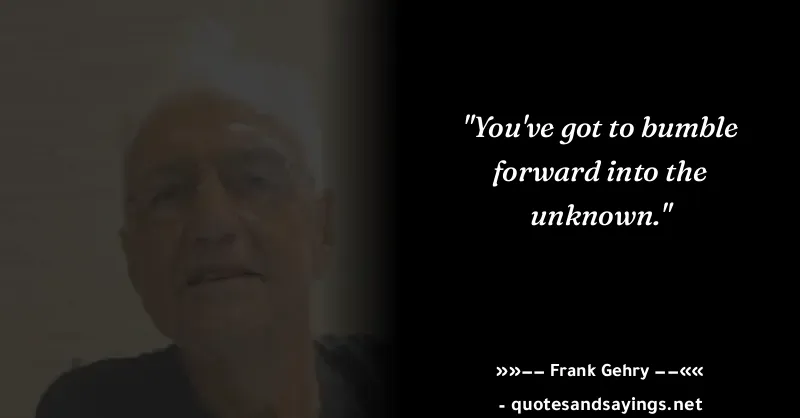 "You've got to bumble
forward into the
unknown."
»»–– Frank Gehry ––««
- quotesandsayings.net